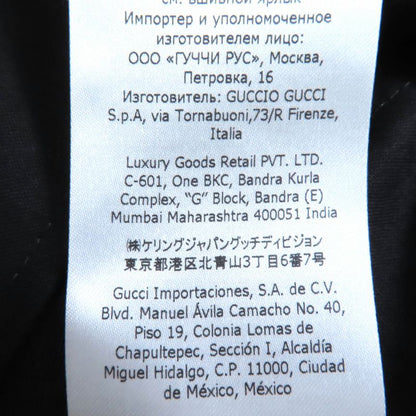 см. вшивной ярлык
Импортер и уполномоченное
изготовителем лицо:
ООО «ГУЧЧИ РУС», Москва,
Петровка, 16
Изготовитель: GUCCIO GUCCI
S.p.A, via Tornabuoni,73/R Firenze,
Italia
Luxury Goods Retail PVT. LTD.
C-601, One BKC, Bandra Kurla
Complex, “G” Block, Bandra (E)
Mumbai Maharashtra 400051 India
㈱ケリングジャパングッチディビジョン
東京都港区北青山3丁目6番7号
Gucci Importaciones, S.A. de C.V.
Blvd. Manuel Ávila Camacho No. 40,
Piso 19, Colonia Lomas de
Chapultepec, Sección I, Alcaldía
Miguel Hidalgo, C.P. 11000, Ciudad
de México, México